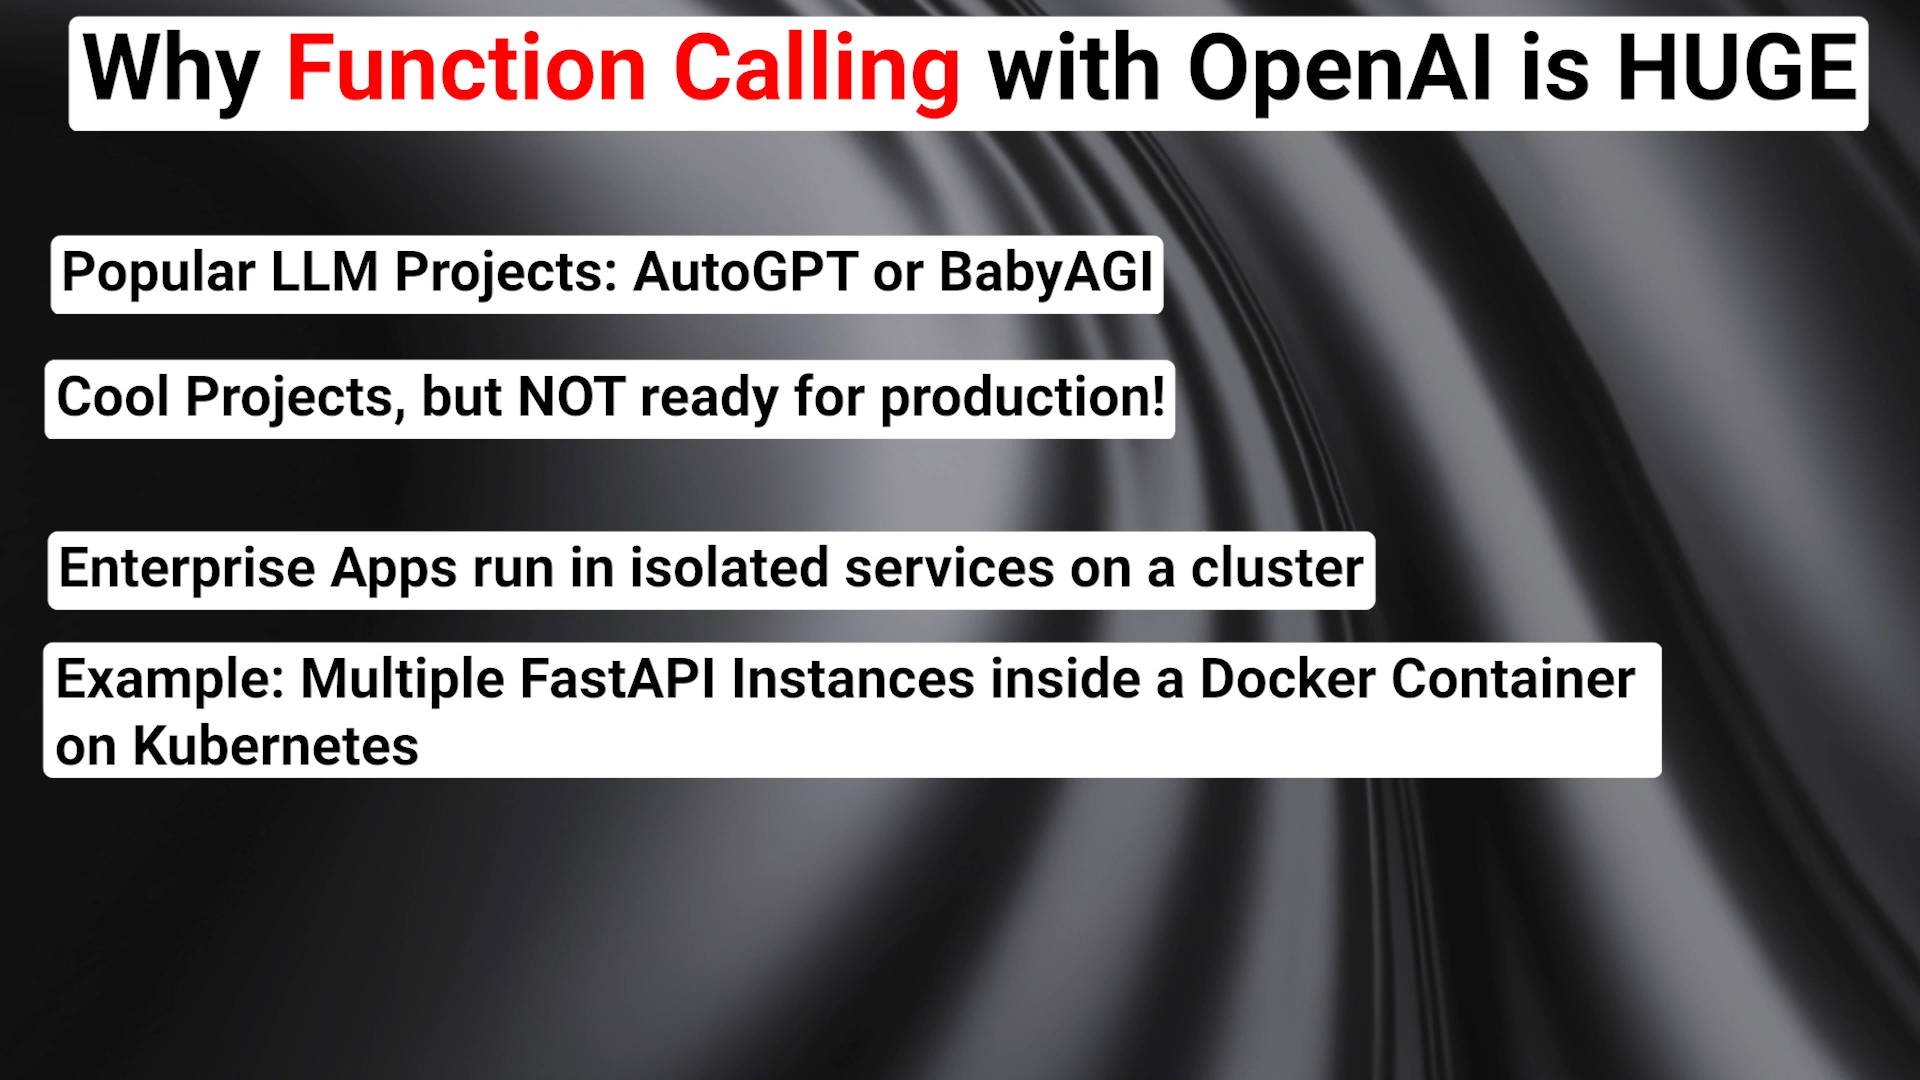 Why Function Calling with OpenAI is HUGE
Popular LLM Projects: AutoGPT or BabyAGI
Cool Projects, but NOT ready for production!
Enterprise Apps run in isolated services on a cluster
Example: Multiple FastAPI Instances inside a Docker Container
on Kubernetes